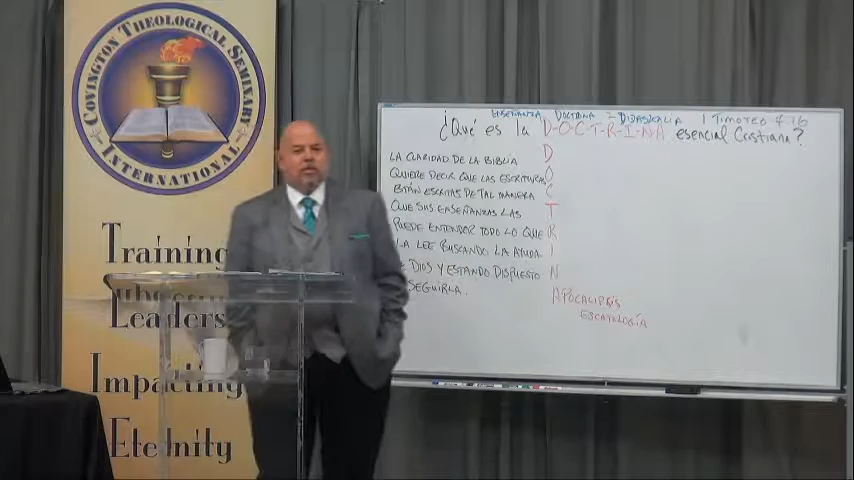 COVINGTON THEOLOGICAL SEMINARY
INTERNATIONAL
Training
Leaders
Impacting
Eternity
ENSEÑANZA DOCTRINA = DIDASKALIA 1 TIMOTEO 4:16
¿Qué es la D-O-C-T-R-I-N-A esencial Cristiana?
LA CLARIDAD DE LA BIBLIA
QUIERE DECIR QUE LAS ESCRITURAS
ESTÁN ESCRITAS DE TAL MANERA
QUE SUS ENSEÑANZAS LAS
PUEDE ENTENDER TODO LO QUE
LA LEE BUSCANDO LA AYUDA
DIOS Y ESTANDO DISPUESTO
SEGUIRLA.
D
O
C
T
R
I
N
APOCALIPSIS
ESCATOLOGÍA